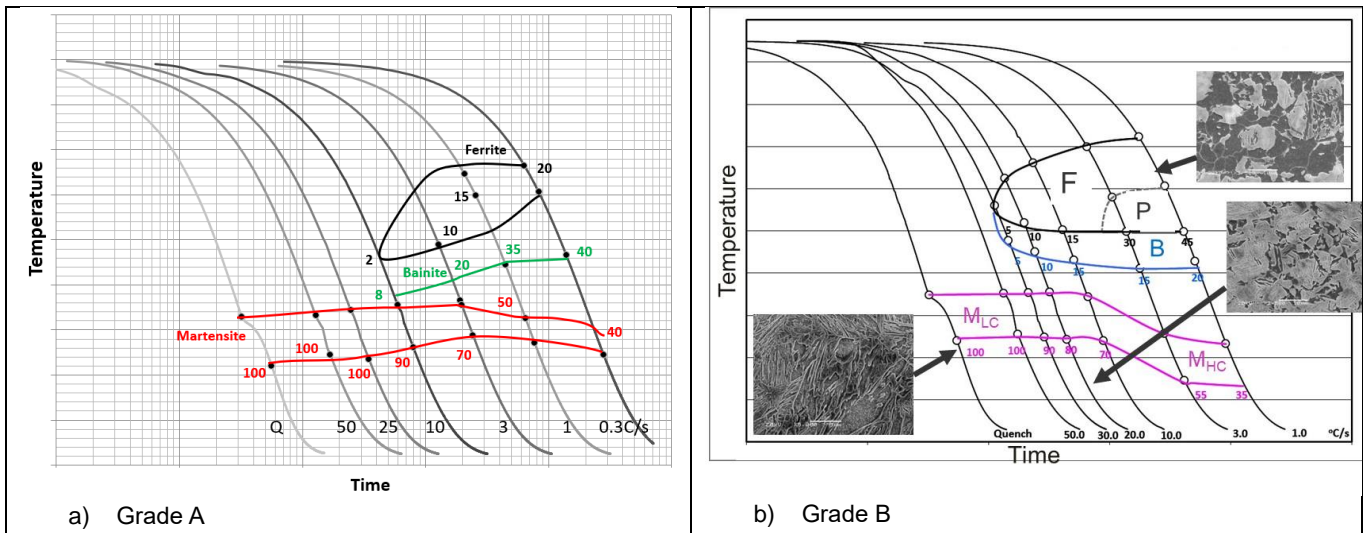 Temperature
Ferrite
20
15
10
2
35
40
Bainite
20
8
50
Martensite
40
100
70
90
100
100
Q 50 25 10 3 1 0.3C/s
Time
a) Grade A
Temperature
F
P
5 10 15 30 45
B
5 10 15 15 20
M_LC
100 100 90 80 70
M_HC
55 35
Quench 50.0 30.0 20.0 10.0 3.0 1.0 °C/s
Time
b) Grade B